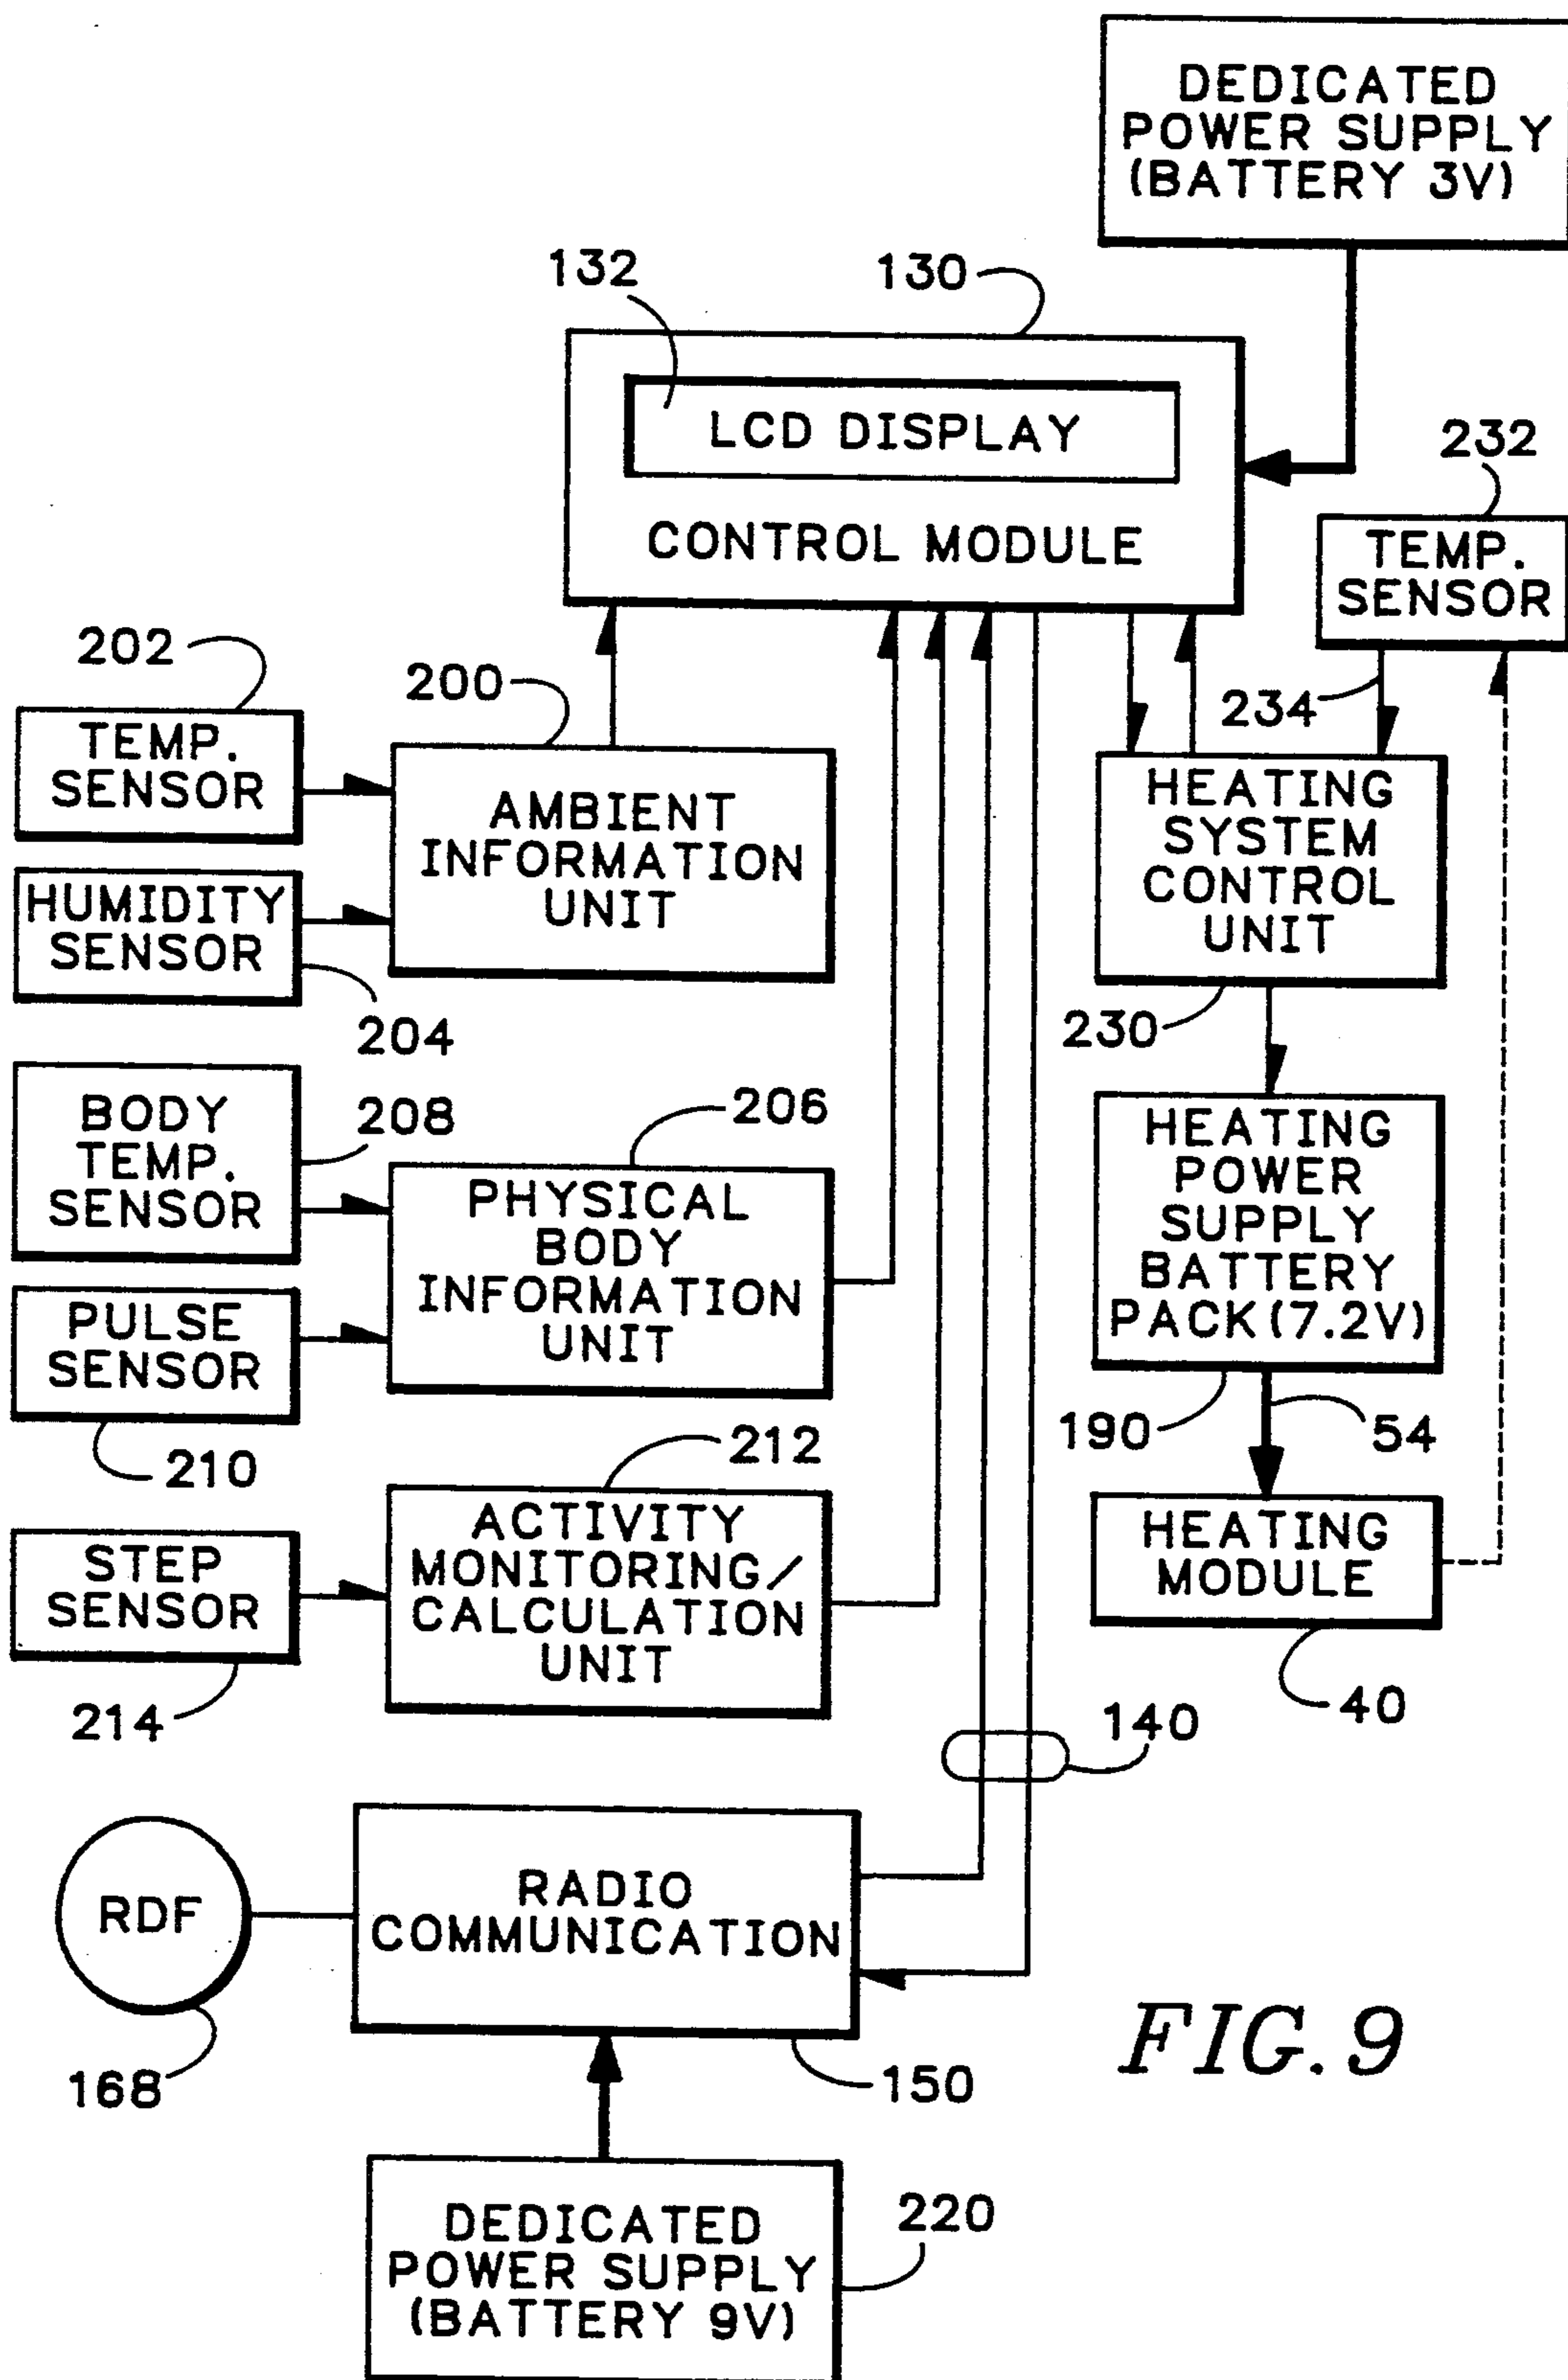 DEDICATED
POWER SUPPLY
(BATTERY 3V)
132
130
LCD DISPLAY
CONTROL MODULE
232
TEMP.
SENSOR
202
200
234
TEMP.
SENSOR
AMBIENT
INFORMATION
UNIT
HUMIDITY
SENSOR
204
HEATING
SYSTEM
CONTROL
UNIT
230
BODY
TEMP.
SENSOR
208
206
PHYSICAL
BODY
INFORMATION
UNIT
HEATING
POWER
SUPPLY
BATTERY
PACK(7.2V)
PULSE
SENSOR
210
190
54
212
STEP
SENSOR
ACTIVITY
MONITORING/
CALCULATION
UNIT
HEATING
MODULE
214
40
140
RDF
RADIO
COMMUNICATION
168
150
FIG. 9
DEDICATED
POWER SUPPLY
(BATTERY 9V)
220